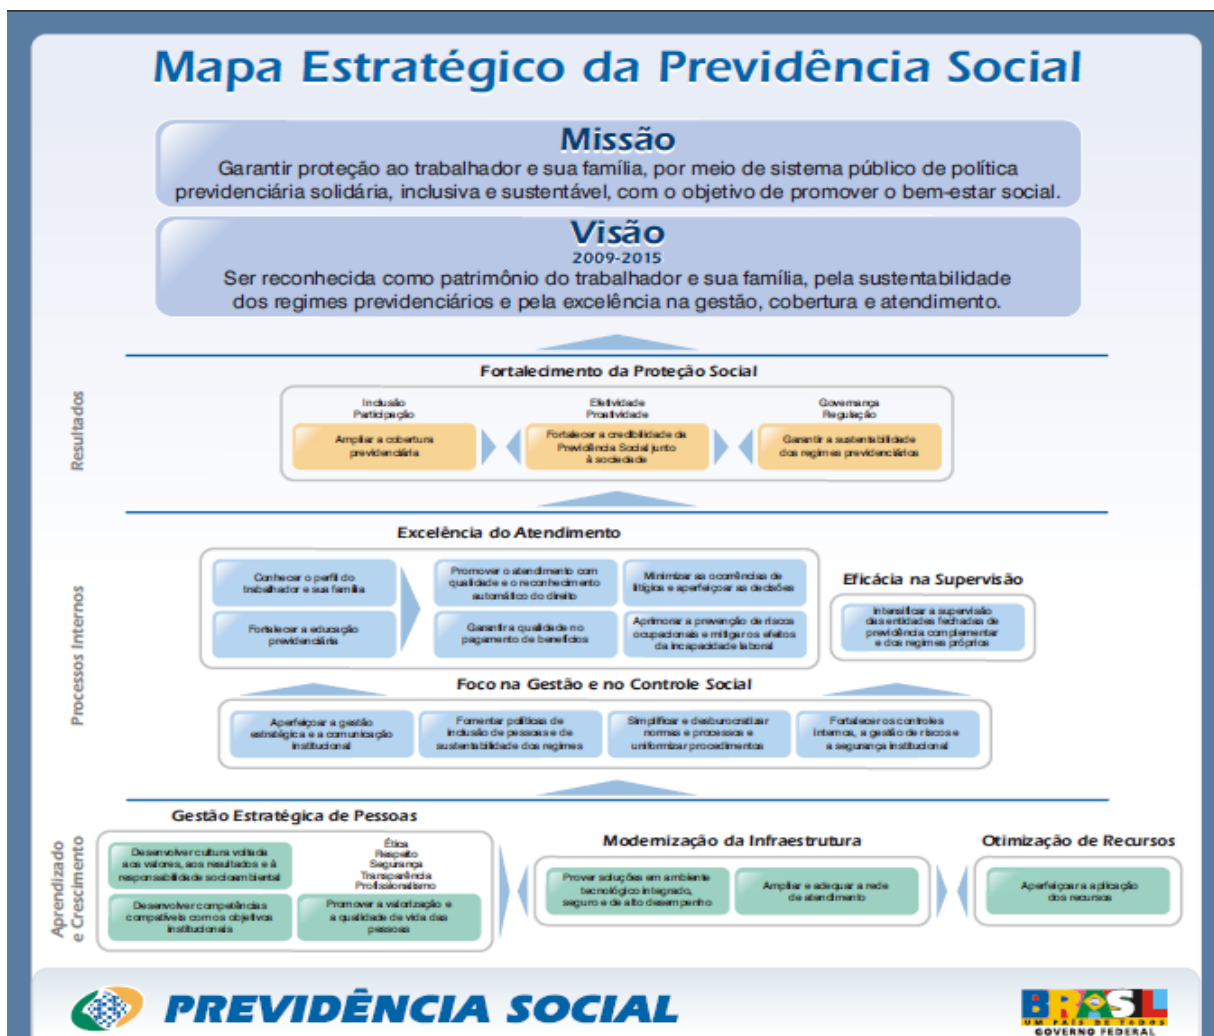 Mapa Estratégico da Previdência Social
Missão
Garantir proteção ao trabalhador e sua família, por meio de sistema público de política
previdenciária solidária, inclusiva e sustentável, com o objetivo de promover o bem-estar social.
Visão
2009-2015
Ser reconhecida como patrimônio do trabalhador e sua família, pela sustentabilidade
dos regimes previdenciários e pela excelência na gestão, cobertura e atendimento.
Resultados
Fortalecimento da Proteção Social
Inclusão
Participação
Ampliar a cobertura
previdenciária
Efetividade
Proatividade
Fortalecer a credibilidade da
Previdência Social junto
à sociedade
Governança
Regulação
Garantir a sustentabilidade
dos regimes previdenciários
Processos Internos
Excelência do Atendimento
Conhecer o perfil do
trabalhador e sua família
Fortalecer a educação
previdenciária
Promover o atendimento com
qualidade e o reconhecimento
automático do direito
Garantir a qualidade no
pagamento de benefícios
Minimizar as ocorrências de
litígios e aperfeiçoar as decisões
Aprimorar a prevenção de riscos
ocupacionais e mitigar os efeitos
da incapacidade laboral
Eficácia na Supervisão
Intensificar a supervisão
das entidades fechadas de
previdência complementar
e dos regimes próprios
Foco na Gestão e no Controle Social
Aperfeiçoar a gestão
estratégica e a comunicação
institucional
Fomentar políticas de
inclusão de pessoas e de
sustentabilidade dos regimes
Simplificar e desburocratizar
normas e processos e
uniformizar procedimentos
Fortalecer os controles
internos, a gestão de riscos e
a segurança institucional
Aprendizado
e Crescimento
Gestão Estratégica de Pessoas
Desenvolver cultura voltada
aos valores, aos resultados e à
responsabilidade socioambiental
Desenvolver competências
compatíveis com os objetivos
institucionais
Ética
Respeito
Segurança
Transparência
Profissionalismo
Promover a valorização e
a qualidade de vida das
pessoas
Modernização da Infraestrutura
Prover soluções em ambiente
tecnológico integrado,
seguro e de alto desempenho
Ampliar e adequar a rede
de atendimento
Otimização de Recursos
Aperfeiçoar a aplicação
dos recursos
PREVIDÊNCIA SOCIAL
BRASIL
UM PAÍS DE TODOS
GOVERNO FEDERAL